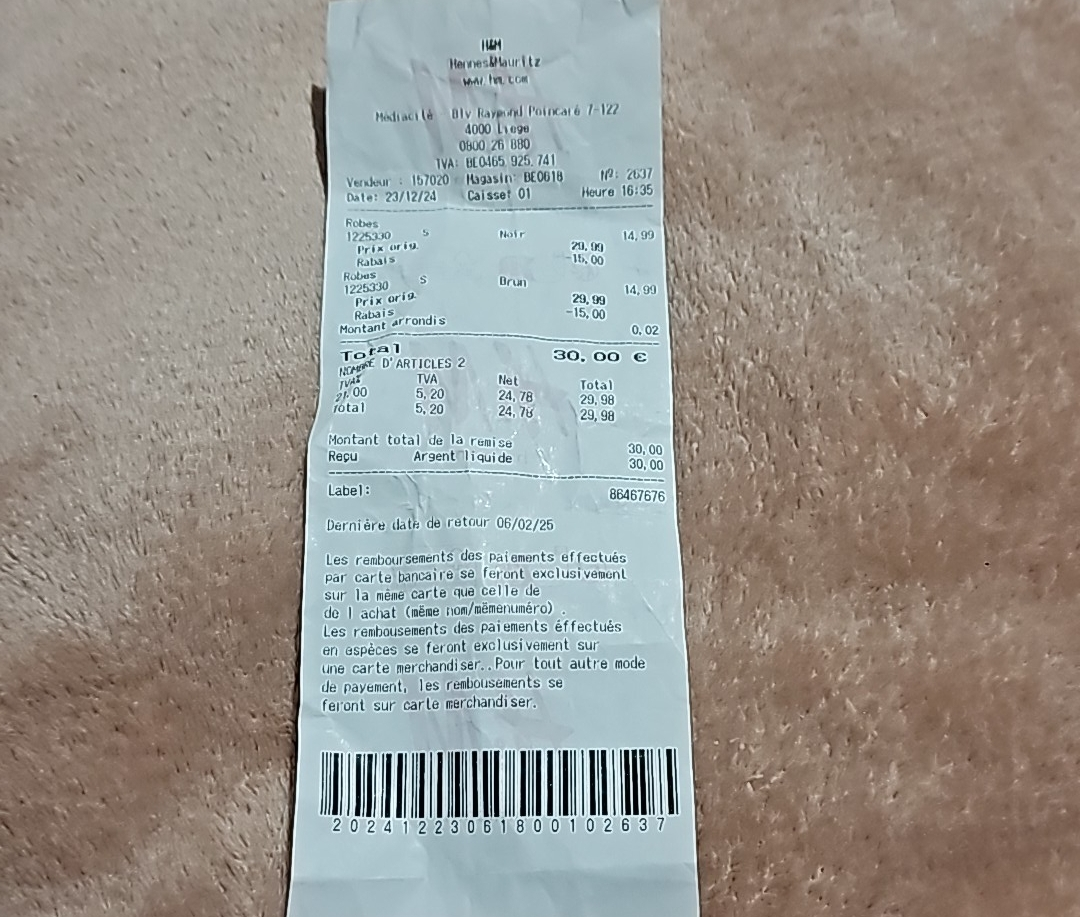 H&M
Hennes&Mauritz
www.hm.com
Médiacité Blv Raymond Poincaré 7-122
4000 Liege
0800 26 880
TVA: BE0465.925.741
Vendeur : 157020 Magasin: BE0618 Nº: 2637
Date: 23/12/24 Caisse: 01 Heure 16:35
Robes
1225330 S Noir 14,99
Prix orig. 29,99
Rabais -15,00
Robes
1225330 S Brun 14,99
Prix orig. 29,99
Rabais -15,00
Montant arrondis 0,02
Total 30,00 €
NOMBRE D'ARTICLES 2
TVA% TVA Net Total
21,00 5,20 24,78 29,98
Total 5,20 24,78 29,98
Montant total de la remise 30,00
Reçu Argent liquide 30,00
Label: 86467676
Dernière date de retour 06/02/25
Les remboursements des paiements effectués
par carte bancaire se feront exclusivement
sur la même carte que celle de
de l achat (même nom/mêmenuméro) .
Les rembousements des paiements éffectués
en espèces se feront exclusivement sur
une carte merchandiser..Pour tout autre mode
de payement, les rembousements se
feront sur carte merchandiser.
20241223061800102637